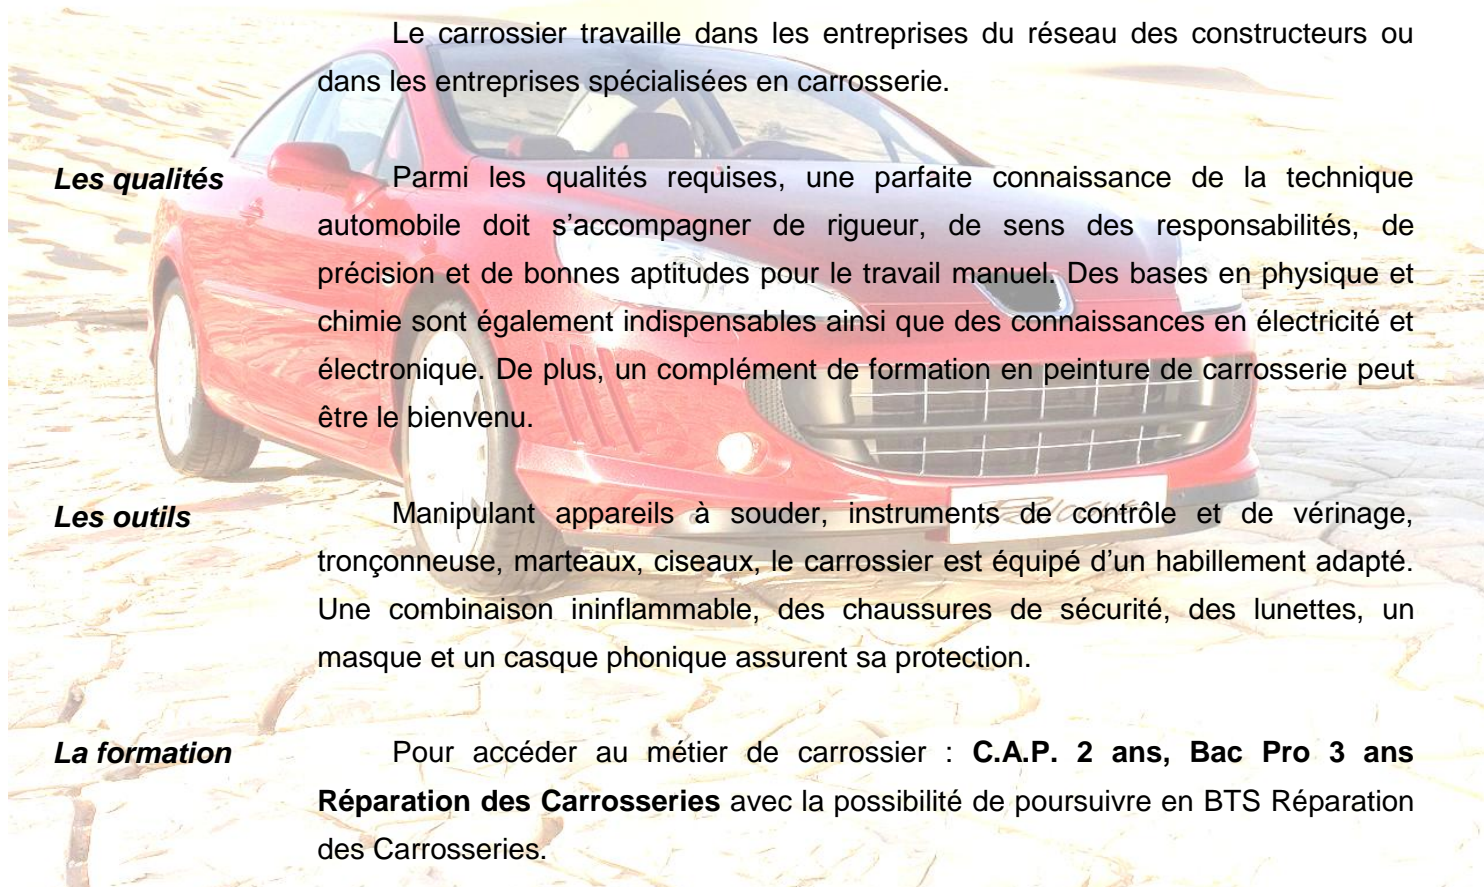 Le carrossier travaille dans les entreprises du réseau des constructeurs ou
dans les entreprises spécialisées en carrosserie.
Les qualités
Parmi les qualités requises, une parfaite connaissance de la technique
automobile doit s’accompagner de rigueur, de sens des responsabilités, de
précision et de bonnes aptitudes pour le travail manuel. Des bases en physique et
chimie sont également indispensables ainsi que des connaissances en électricité et
électronique. De plus, un complément de formation en peinture de carrosserie peut
être le bienvenu.
Les outils
Manipulant appareils à souder, instruments de contrôle et de vérinage,
tronçonneuse, marteaux, ciseaux, le carrossier est équipé d’un habillement adapté.
Une combinaison ininflammable, des chaussures de sécurité, des lunettes, un
masque et un casque phonique assurent sa protection.
La formation
Pour accéder au métier de carrossier : C.A.P. 2 ans, Bac Pro 3 ans
Réparation des Carrosseries avec la possibilité de poursuivre en BTS Réparation
des Carrosseries.